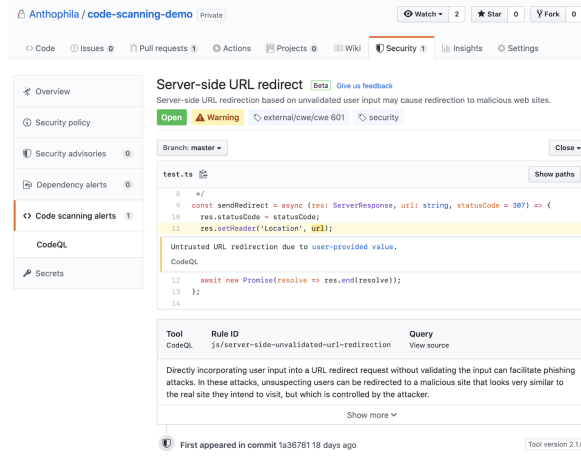 Anthophila / code-scanning-demo Private
Watch 2 Star 0 Fork 0
Code Issues 0 Pull requests 1 Actions Projects 0 Wiki Security 1 Insights Settings
Overview
Security policy
Security advisories 0
Dependency alerts 0
Code scanning alerts 1
CodeQL
Secrets
Server-side URL redirect Beta Give us feedback
Server-side URL redirection based on unvalidated user input may cause redirection to malicious web sites.
Open Warning external/cwe/cwe 601 security
Branch: master Close
test.ts Show paths
8 */
9 const sendRedirect = async (res: ServerResponse, url: string, statusCode = 307) => {
10 res.statusCode = statusCode;
11 res.setHeader('Location', url);
Untrusted URL redirection due to user-provided value.
CodeQL
12 await new Promise(resolve => res.end(resolve));
13 };
14
Tool Rule ID Query
CodeQL js/server-side-unvalidated-url-redirection View source
Directly incorporating user input into a URL redirect request without validating the input can facilitate phishing
attacks. In these attacks, unsuspecting users can be redirected to a malicious site that looks very similar to
the real site they intend to visit, but which is controlled by the attacker.
Show more
First appeared in commit 1a36781 18 days ago Tool version 2.1.0